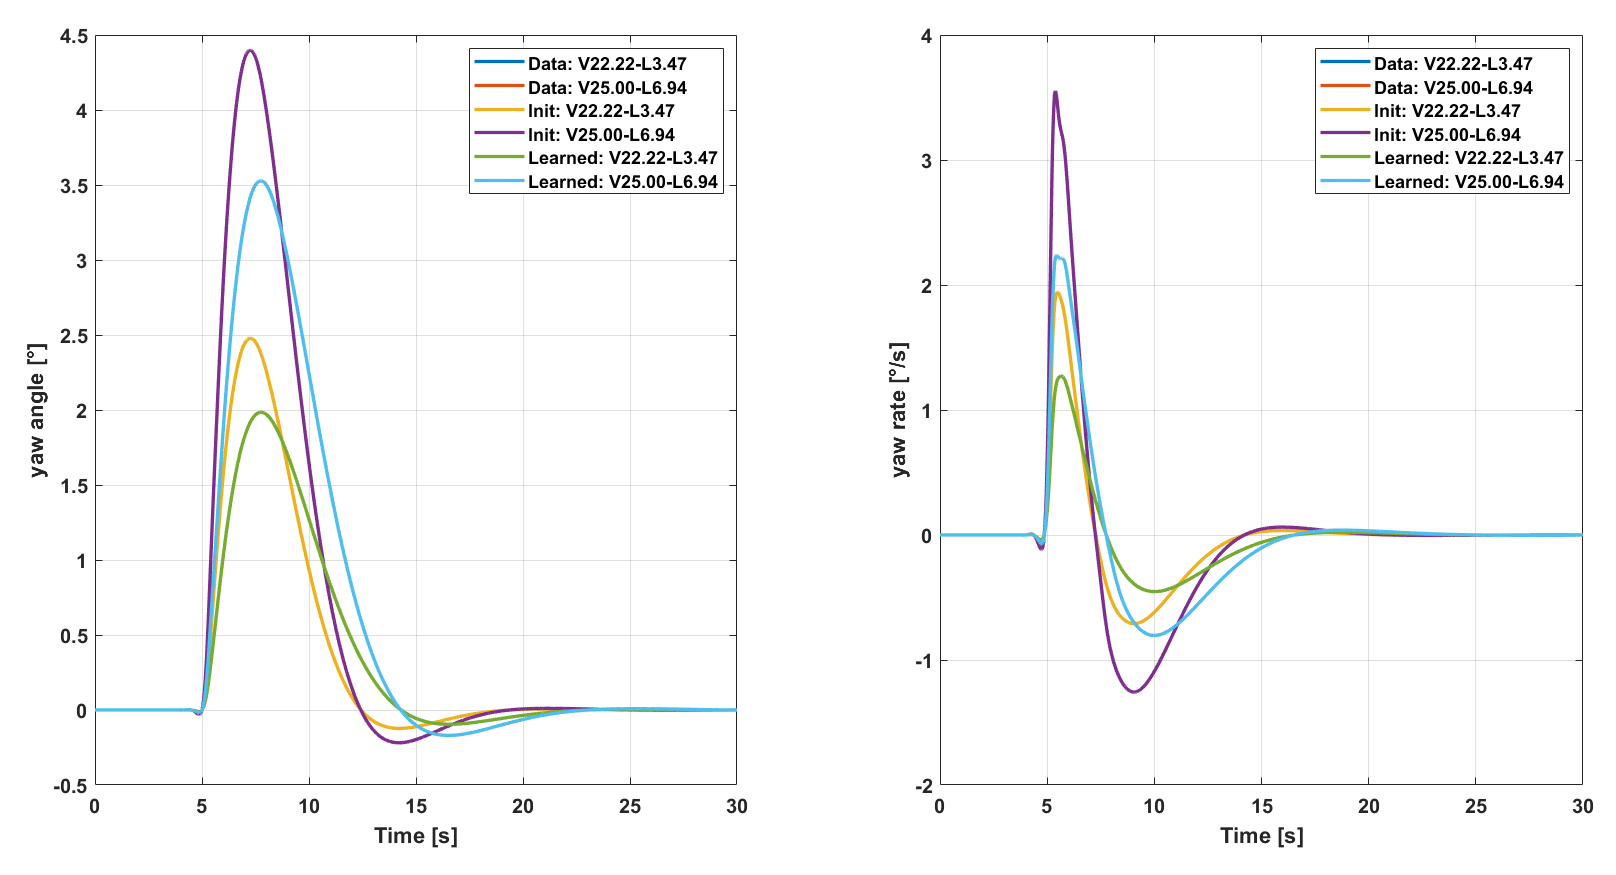 4.5
4
3.5
3
2.5
2
1.5
1
0.5
0
-0.5
yaw angle [°]
0 5 10 15 20 25 30
Time [s]
Data: V22.22-L3.47
Data: V25.00-L6.94
Init: V22.22-L3.47
Init: V25.00-L6.94
Learned: V22.22-L3.47
Learned: V25.00-L6.94
4
3
2
1
0
-1
-2
yaw rate [°/s]
0 5 10 15 20 25 30
Time [s]
Data: V22.22-L3.47
Data: V25.00-L6.94
Init: V22.22-L3.47
Init: V25.00-L6.94
Learned: V22.22-L3.47
Learned: V25.00-L6.94